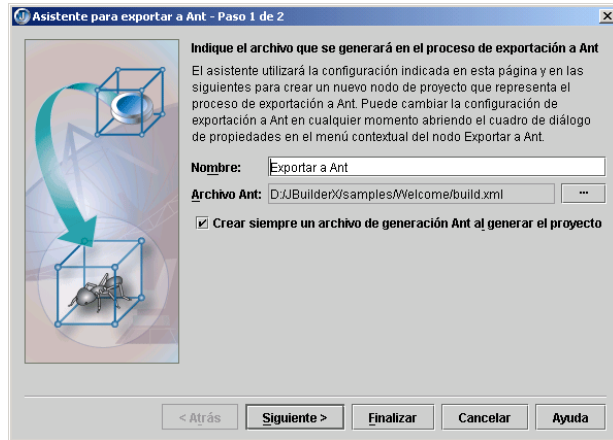 Asistente para exportar a Ant - Paso 1 de 2
Indique el archivo que se generará en el proceso de exportación a Ant
El asistente utilizará la configuración indicada en esta página y en las
siguientes para crear un nuevo nodo de proyecto que representa el
proceso de exportación a Ant. Puede cambiar la configuración de
exportación a Ant en cualquier momento abriendo el cuadro de diálogo
de propiedades en el menú contextual del nodo Exportar a Ant.
Nombre: Exportar a Ant
Archivo Ant: D:/JBuilderX/samples/Welcome/build.xml ...
Crear siempre un archivo de generación Ant al generar el proyecto
< Atrás Siguiente > Finalizar Cancelar Ayuda